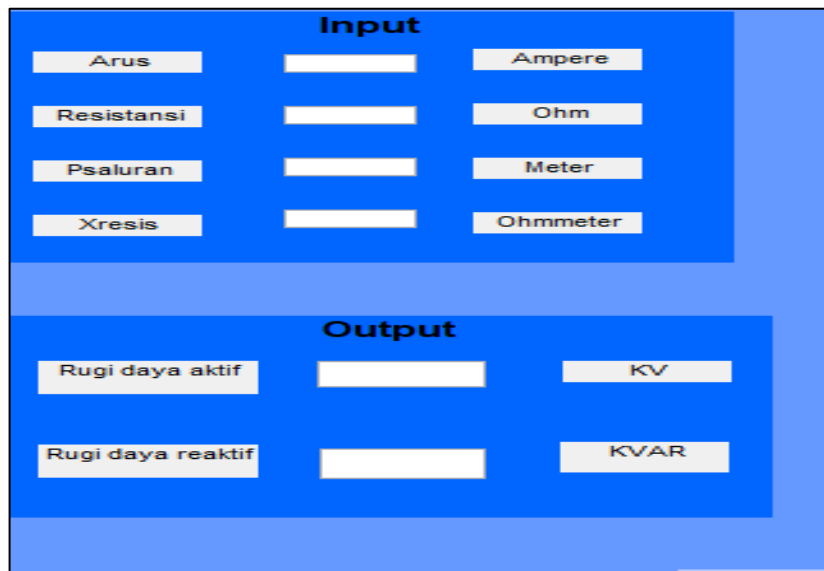 Input
Arus Ampere
Resistansi Ohm
Psaluran Meter
Xresis Ohmmeter
Output
Rugi daya aktif KV
Rugi daya reaktif KVAR